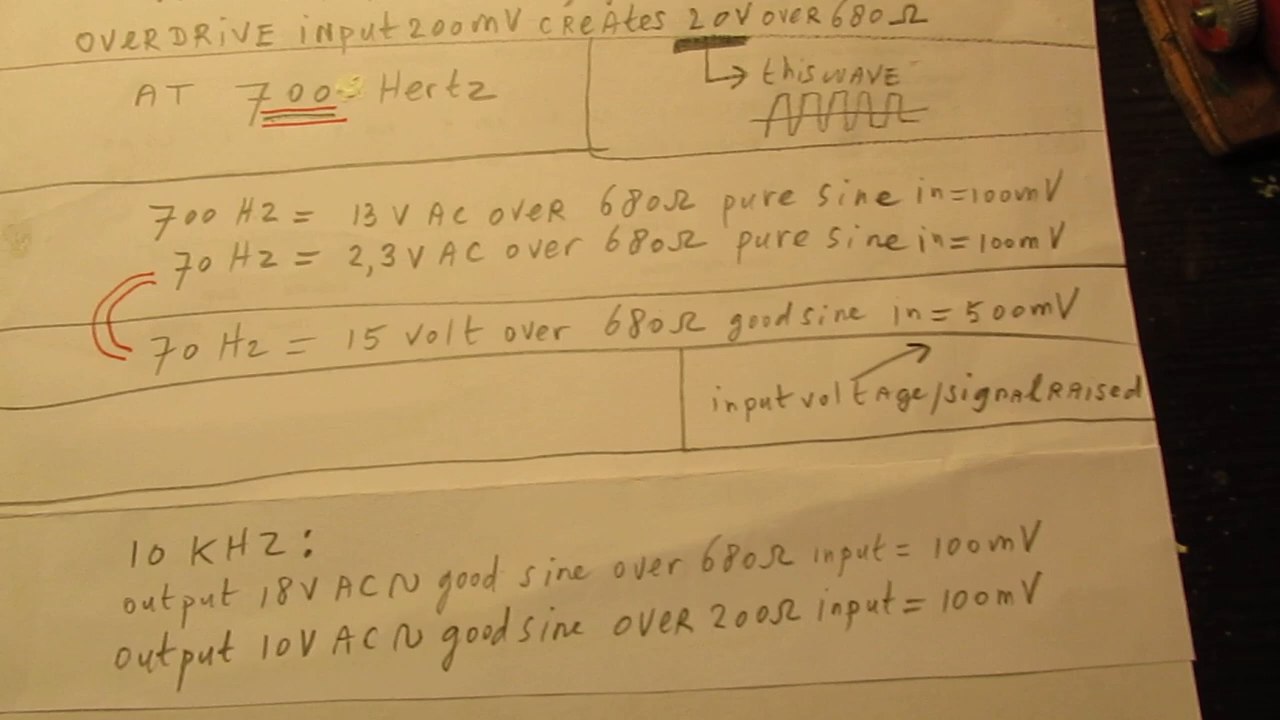 OVERDRIVE input 200mV CREAtes 20V over 680Ω
AT 700 Hertz
this WAVE
700 HZ = 13 V AC oveR 680Ω pure sine in=100mV
70 HZ = 2,3 V AC over 680Ω pure sine in=100mV
70 HZ = 15 volt over 680Ω good sine in = 500mV
input voltAge/signAl RAised
10 KHZ:
output 18V AC ~ good sine over 680Ω input = 100mV
output 10V AC ~ good sine OVER 200Ω input = 100mV